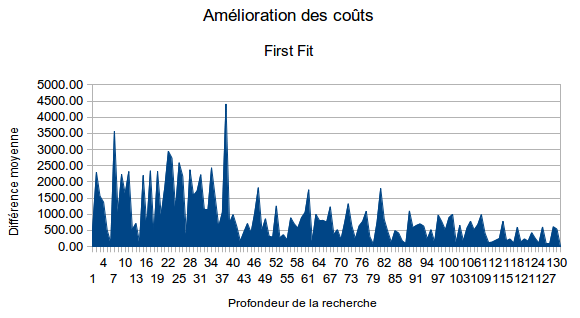 Amélioration des coûts
First Fit
5000.00
4500.00
4000.00
3500.00
3000.00
2500.00
2000.00
1500.00
1000.00
500.00
0.00
Différence moyenne
4 10 16 22 28 34 40 46 52 58 64 70 76 82 88 94 100 106 112 118 124 130
1 7 13 19 25 31 37 43 49 55 61 67 73 79 85 91 97 103 109 115 121 127
Profondeur de la recherche